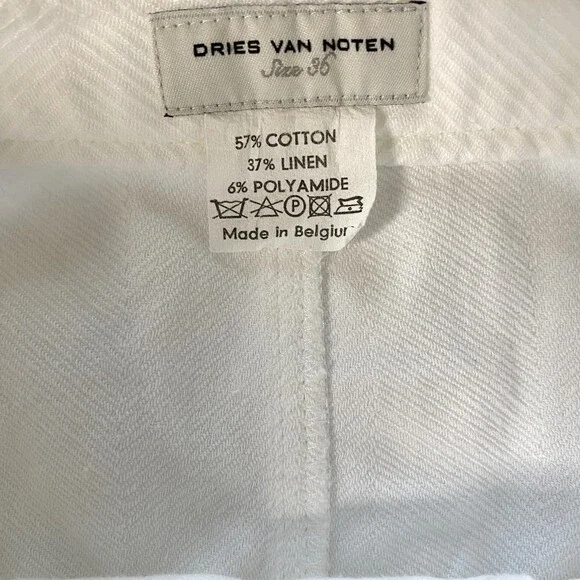 DRIES VAN NOTEN
Size 36
57% COTTON
37% LINEN
6% POLYAMIDE
P
Made in Belgiu